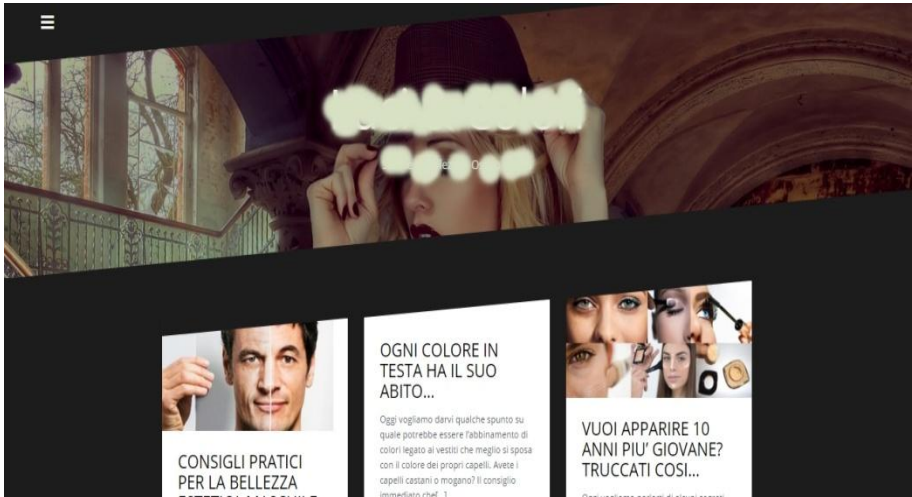 CONSIGLI PRATICI
PER LA BELLEZZA
OGNI COLORE IN
TESTA HA IL SUO
ABITO...
Oggi vogliamo darvi qualche spunto su
quale potrebbe essere l'abbinamento di
colori legato ai vestiti che meglio si sposa
con il colore dei propri capelli. Avete i
capelli castani o mogano? Il consiglio
immediato che[...]
VUOI APPARIRE 10
ANNI PIU' GIOVANE?
TRUCCATI COSI...